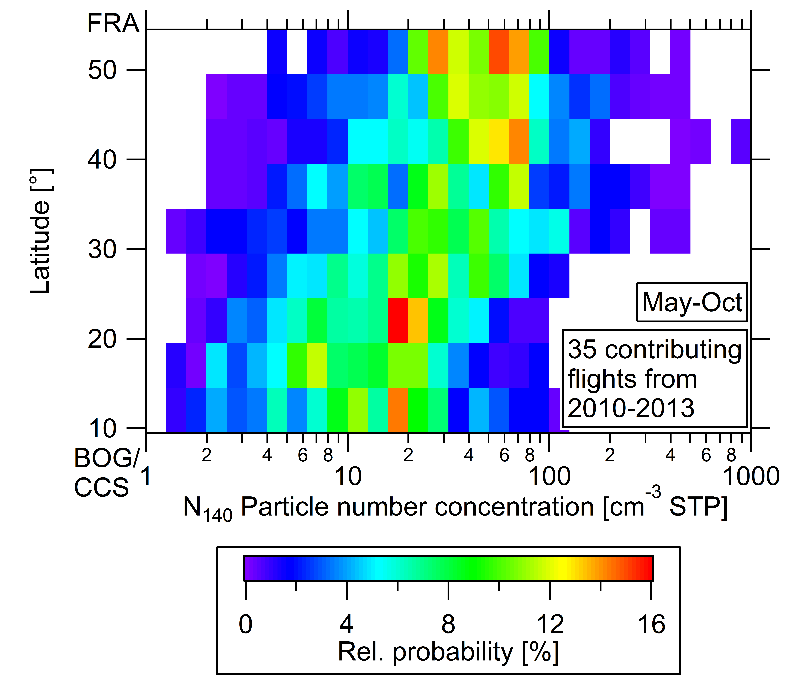 FRA
50
40
30
20
10
Latitude [°]
May-Oct
35 contributing
flights from
2010-2013
BOG/
CCS
2 4 6 8 2 4 6 8 2 4 6 8
1 10 100 1000
N140 Particle number concentration [cm-3 STP]
0 4 8 12 16
Rel. probability [%]